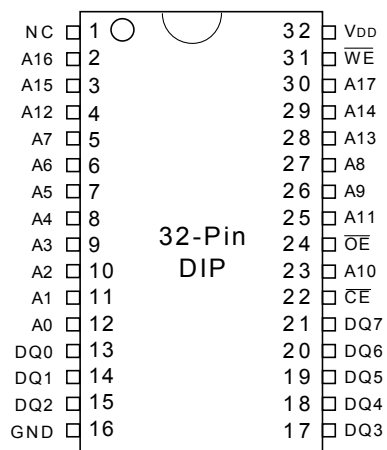 NC 1 32 VDD
A16 2 31 W̅E̅
A15 3 30 A17
A12 4 29 A14
A7 5 28 A13
A6 6 27 A8
A5 7 26 A9
A4 8 25 A11
A3 9 32-Pin 24 O̅E̅
A2 10 DIP 23 A10
A1 11 22 C̅E̅
A0 12 21 DQ7
DQ0 13 20 DQ6
DQ1 14 19 DQ5
DQ2 15 18 DQ4
GND 16 17 DQ3